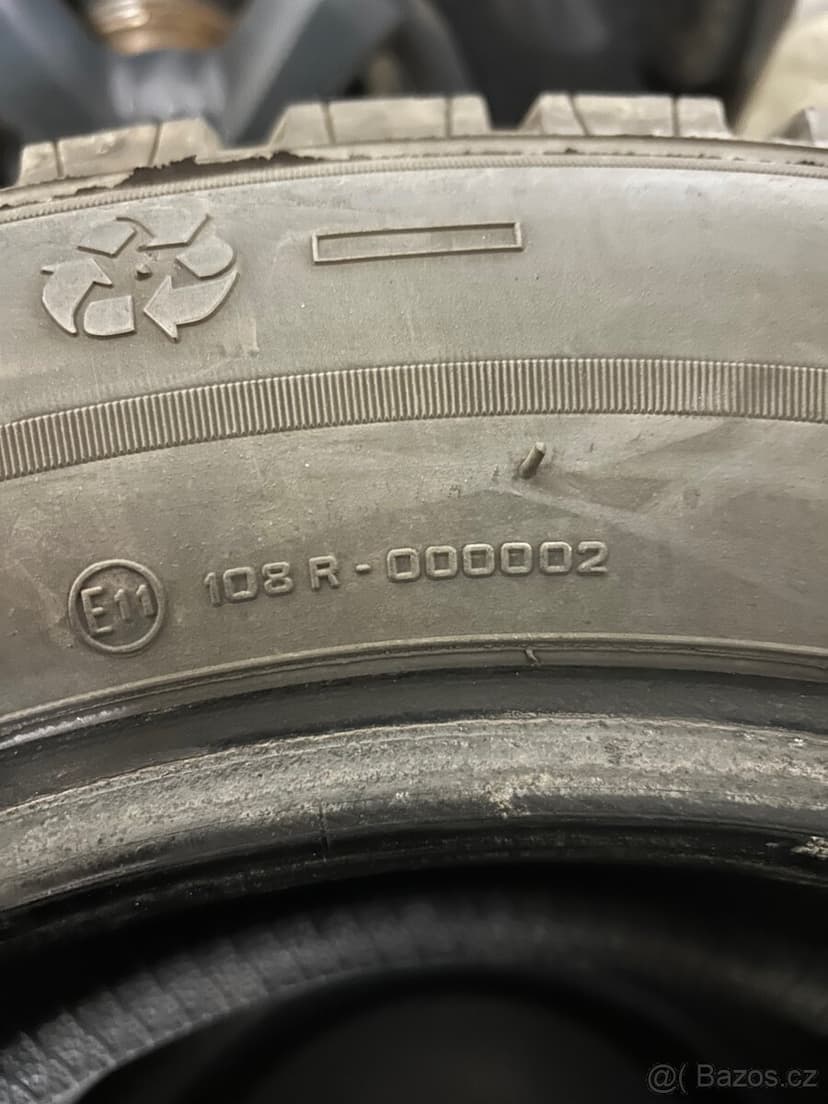 E11 108 R - 000002
@( Bazos.cz